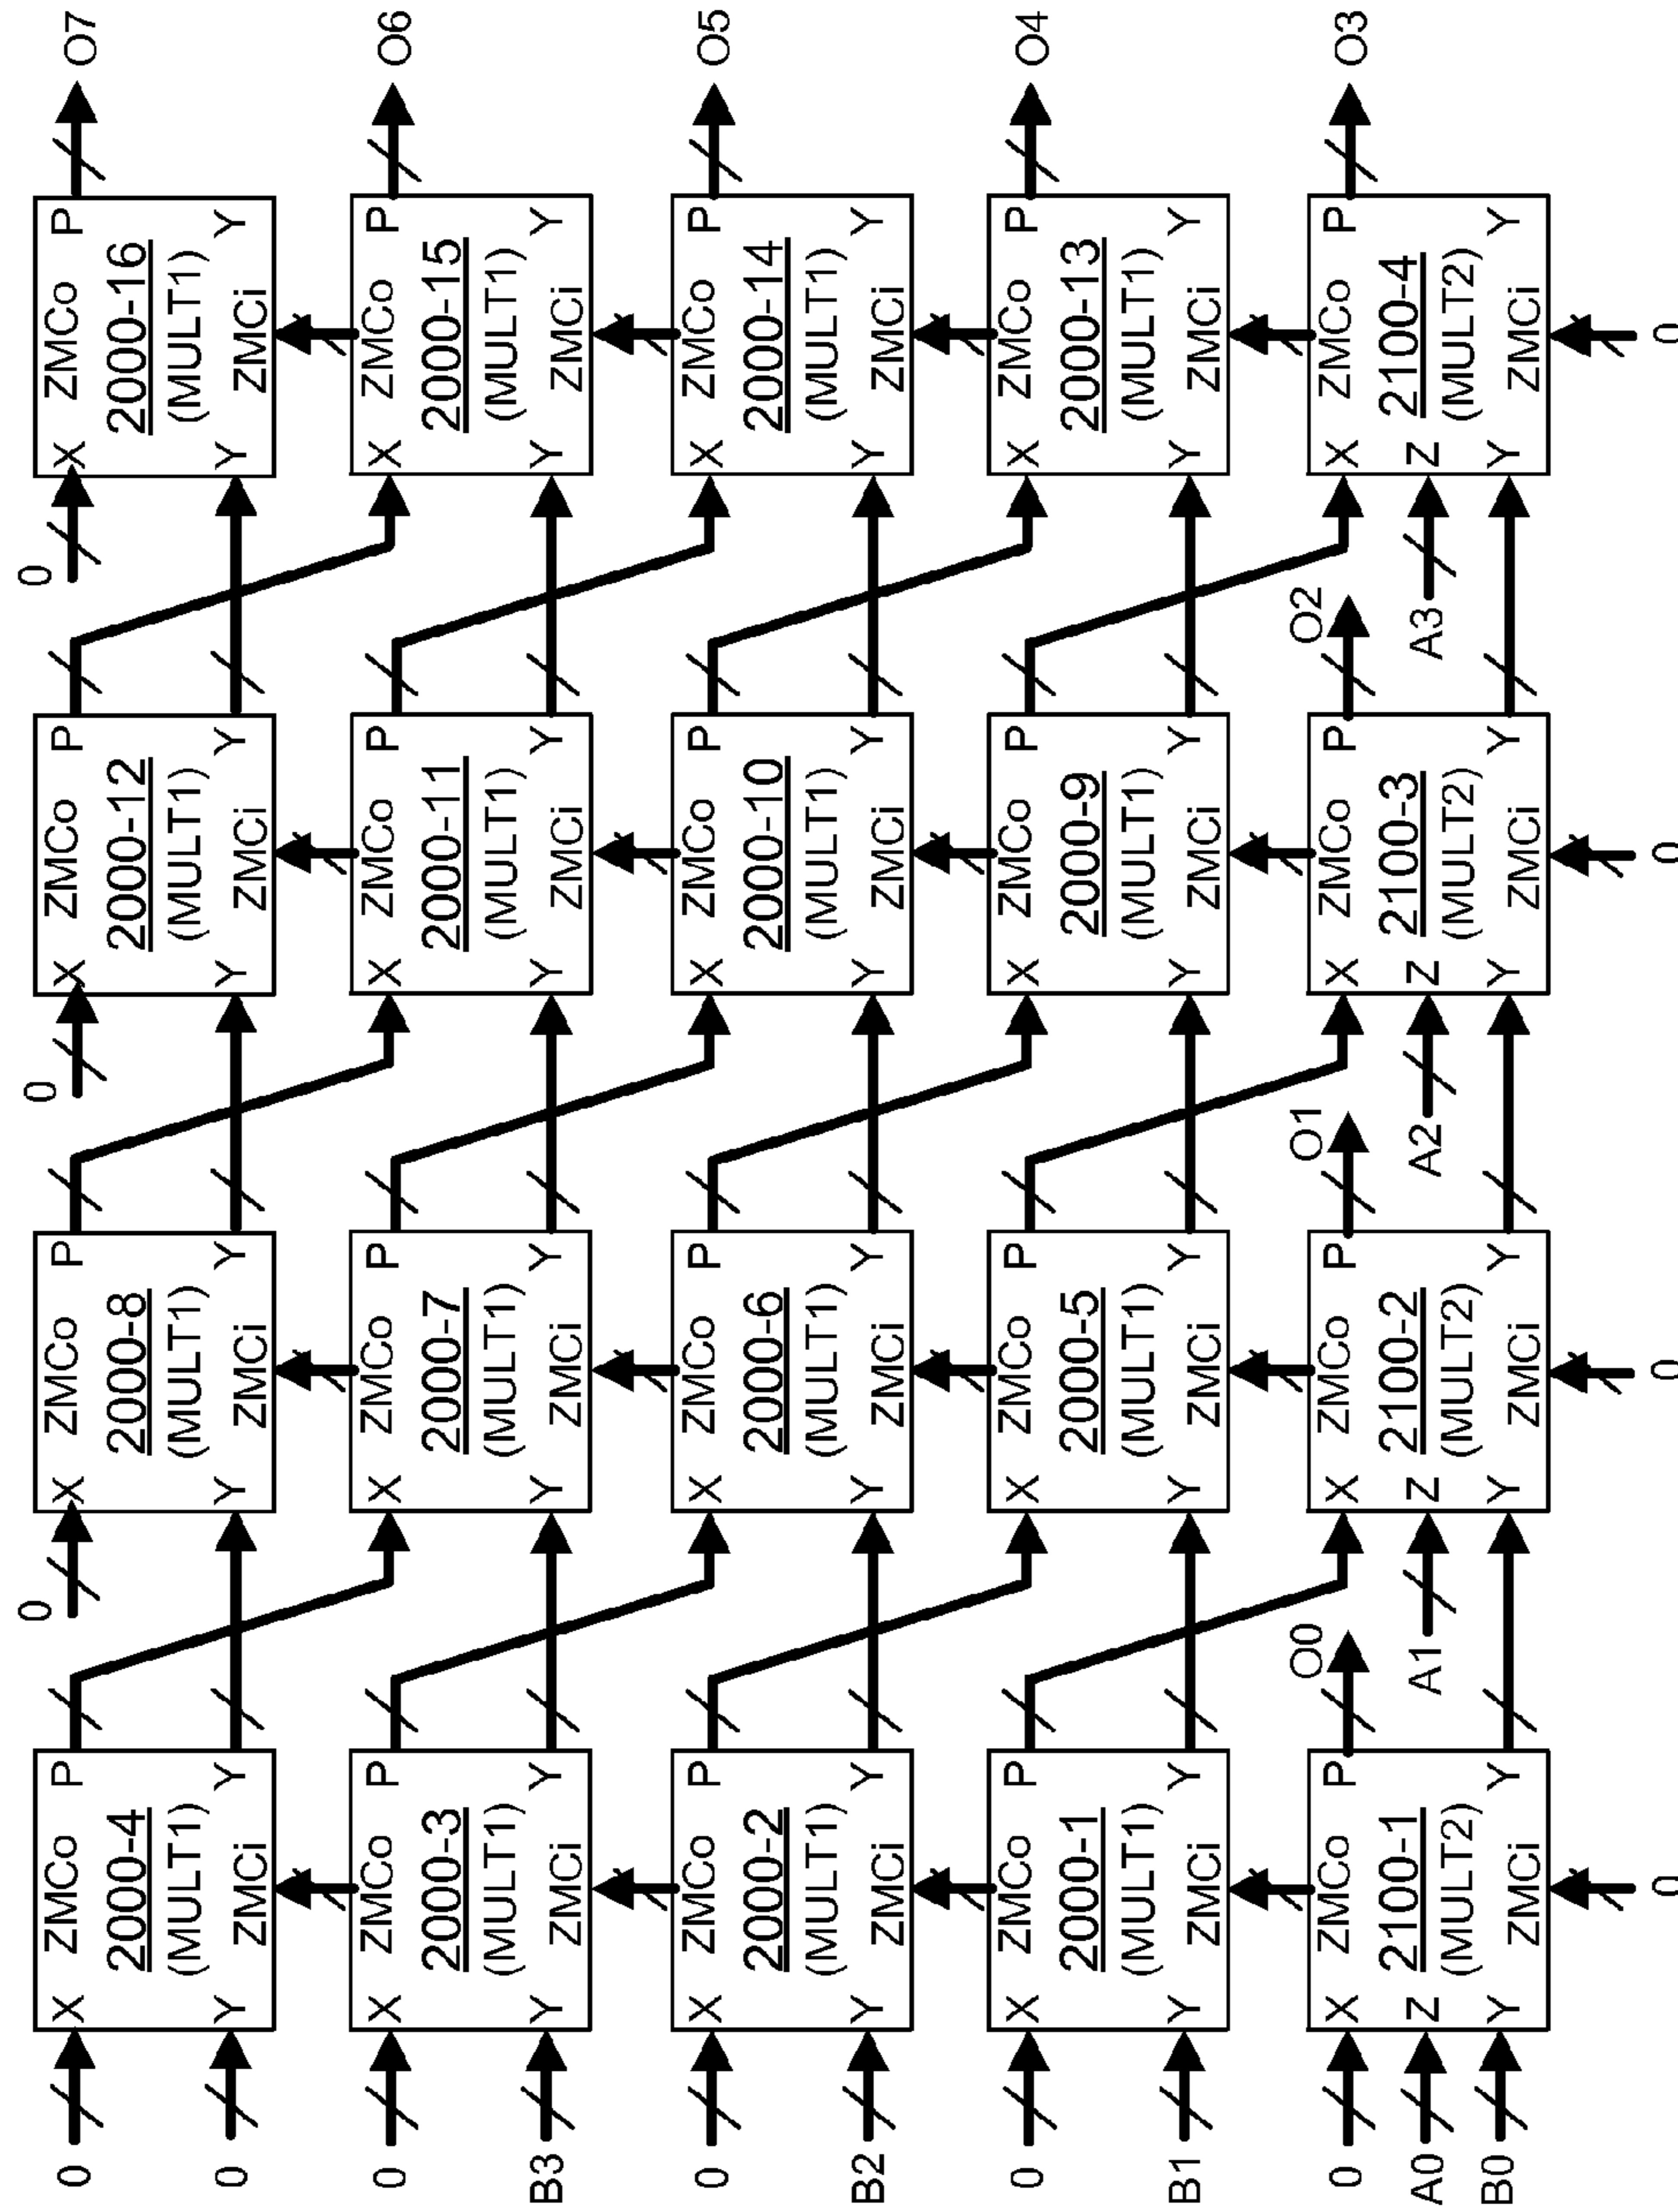 0 0 0
0 X ZMCo P X ZMCo P X ZMCo P X ZMCo P O7
2000-4 2000-8 2000-12 2000-16
(MULT1) (MULT1) (MULT1) (MULT1)
0 Y ZMCi Y Y ZMCi Y Y ZMCi Y Y ZMCi Y
0 X ZMCo P X ZMCo P X ZMCo P X ZMCo P O6
2000-3 2000-7 2000-11 2000-15
(MULT1) (MULT1) (MULT1) (MULT1)
B3 Y ZMCi Y Y ZMCi Y Y ZMCi Y Y ZMCi Y
0 X ZMCo P X ZMCo P X ZMCo P X ZMCo P O5
2000-2 2000-6 2000-10 2000-14
(MULT1) (MULT1) (MULT1) (MULT1)
B2 Y ZMCi Y Y ZMCi Y Y ZMCi Y Y ZMCi Y
0 X ZMCo P X ZMCo P X ZMCo P X ZMCo P O4
2000-1 2000-5 2000-9 2000-13
(MULT1) (MULT1) (MULT1) (MULT1)
B1 Y ZMCi Y Y ZMCi Y Y ZMCi Y Y ZMCi Y
O0 O1 O2
0 X ZMCo P X ZMCo P X ZMCo P X ZMCo P O3
2100-1 2100-2 2100-3 2100-4
A0 Z (MULT2) A1 Z (MULT2) A2 Z (MULT2) A3 Z (MULT2)
B0 Y ZMCi Y Y ZMCi Y Y ZMCi Y Y ZMCi Y
0 0 0 0